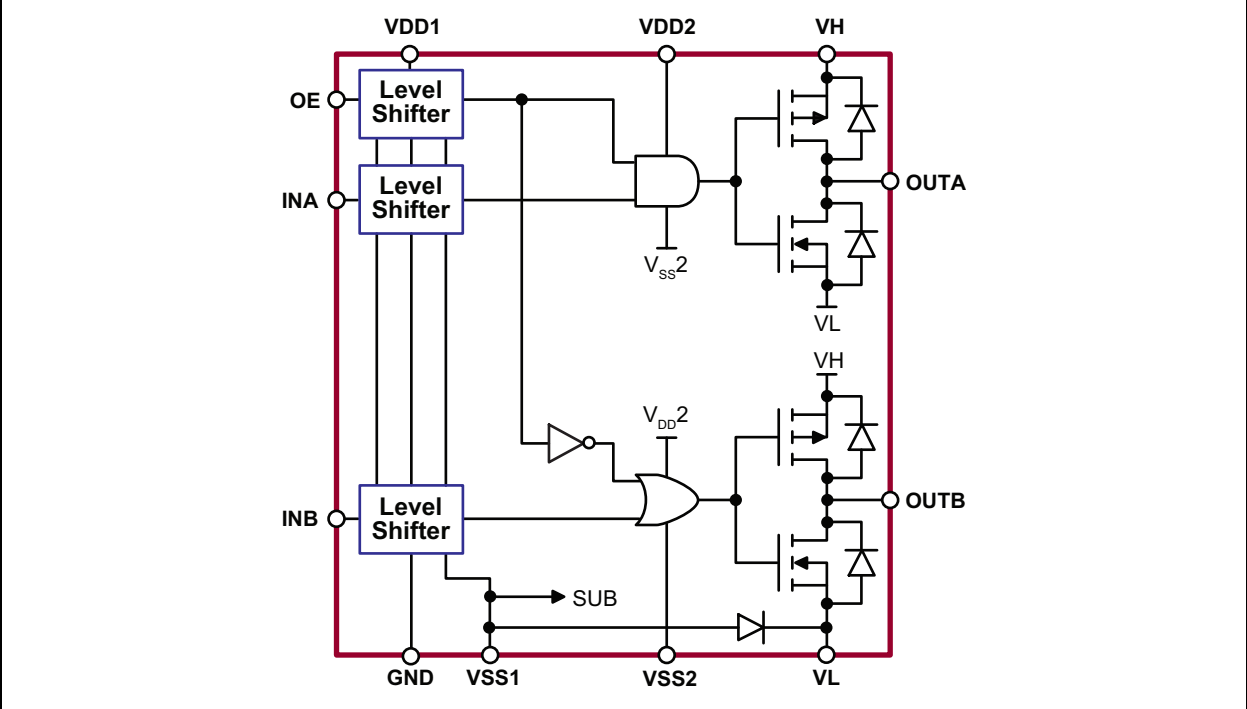 VDD1 VDD2 VH
OE
Level
Shifter
INA
Level
Shifter
OUTA
VSS2
VL
VH
VDD2
INB
Level
Shifter
OUTB
SUB
GND VSS1 VSS2 VL